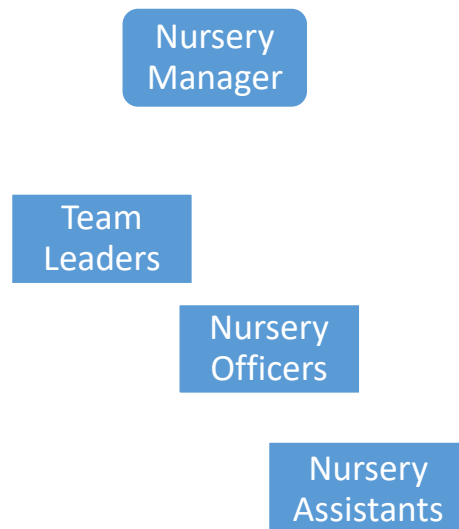 Nursery
Manager
Team
Leaders
Nursery
Officers
Nursery
Assistants